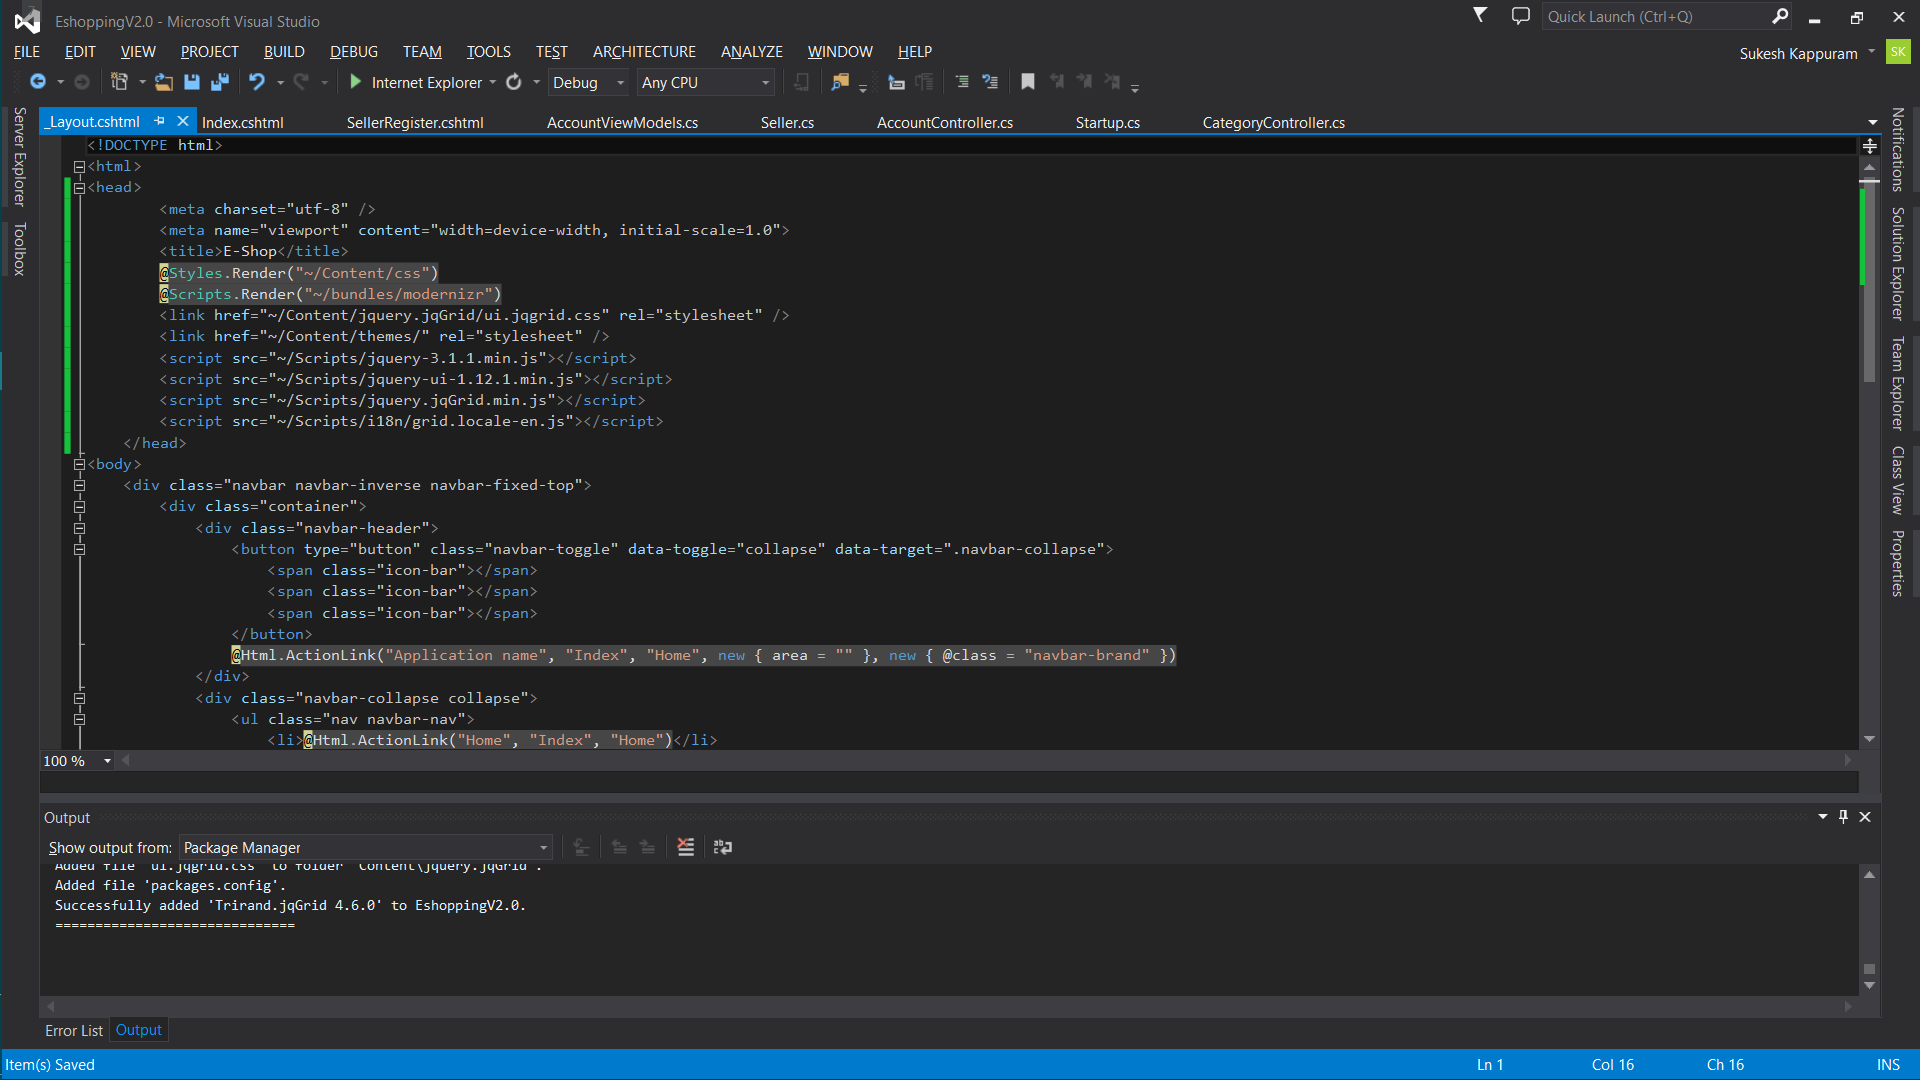 EshoppingV2.0 - Microsoft Visual Studio
Quick Launch (Ctrl+Q)
FILE EDIT VIEW PROJECT BUILD DEBUG TEAM TOOLS TEST ARCHITECTURE ANALYZE WINDOW HELP
Sukesh Kappuram SK
Internet Explorer Debug Any CPU
Server Explorer
Toolbox
_Layout.cshtml Index.cshtml SellerRegister.cshtml AccountViewModels.cs Seller.cs AccountController.cs Startup.cs CategoryController.cs
<!DOCTYPE html>
<html>
<head>
<meta charset="utf-8" />
<meta name="viewport" content="width=device-width, initial-scale=1.0">
<title>E-Shop</title>
@Styles.Render("~/Content/css")
@Scripts.Render("~/bundles/modernizr")
<link href="~/Content/jquery.jqGrid/ui.jqgrid.css" rel="stylesheet" />
<link href="~/Content/themes/" rel="stylesheet" />
<script src="~/Scripts/jquery-3.1.1.min.js"></script>
<script src="~/Scripts/jquery-ui-1.12.1.min.js"></script>
<script src="~/Scripts/jquery.jqGrid.min.js"></script>
<script src="~/Scripts/i18n/grid.locale-en.js"></script>
</head>
<body>
<div class="navbar navbar-inverse navbar-fixed-top">
<div class="container">
<div class="navbar-header">
<button type="button" class="navbar-toggle" data-toggle="collapse" data-target=".navbar-collapse">
<span class="icon-bar"></span>
<span class="icon-bar"></span>
<span class="icon-bar"></span>
</button>
@Html.ActionLink("Application name", "Index", "Home", new { area = "" }, new { @class = "navbar-brand" })
</div>
<div class="navbar-collapse collapse">
<ul class="nav navbar-nav">
<li>@Html.ActionLink("Home", "Index", "Home")</li>
100 %
Notifications
Solution Explorer
Team Explorer
Class View
Properties
Output
Show output from: Package Manager
Added file 'ui.jqgrid.css' to folder 'Content\jquery.jqGrid'.
Added file 'packages.config'.
Successfully added 'Trirand.jqGrid 4.6.0' to EshoppingV2.0.
==============================
Error List Output
Item(s) Saved Ln 1 Col 16 Ch 16 INS